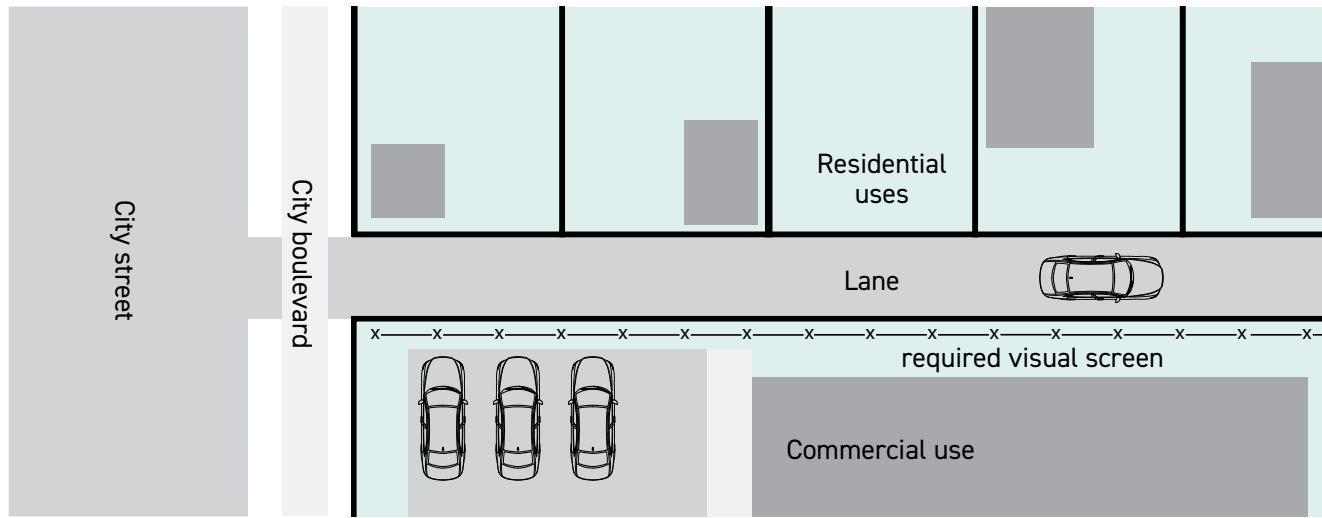 City street
City boulevard
Residential
uses
Lane
x x x x x x x x x x x x x x x x
required visual screen
Commercial use